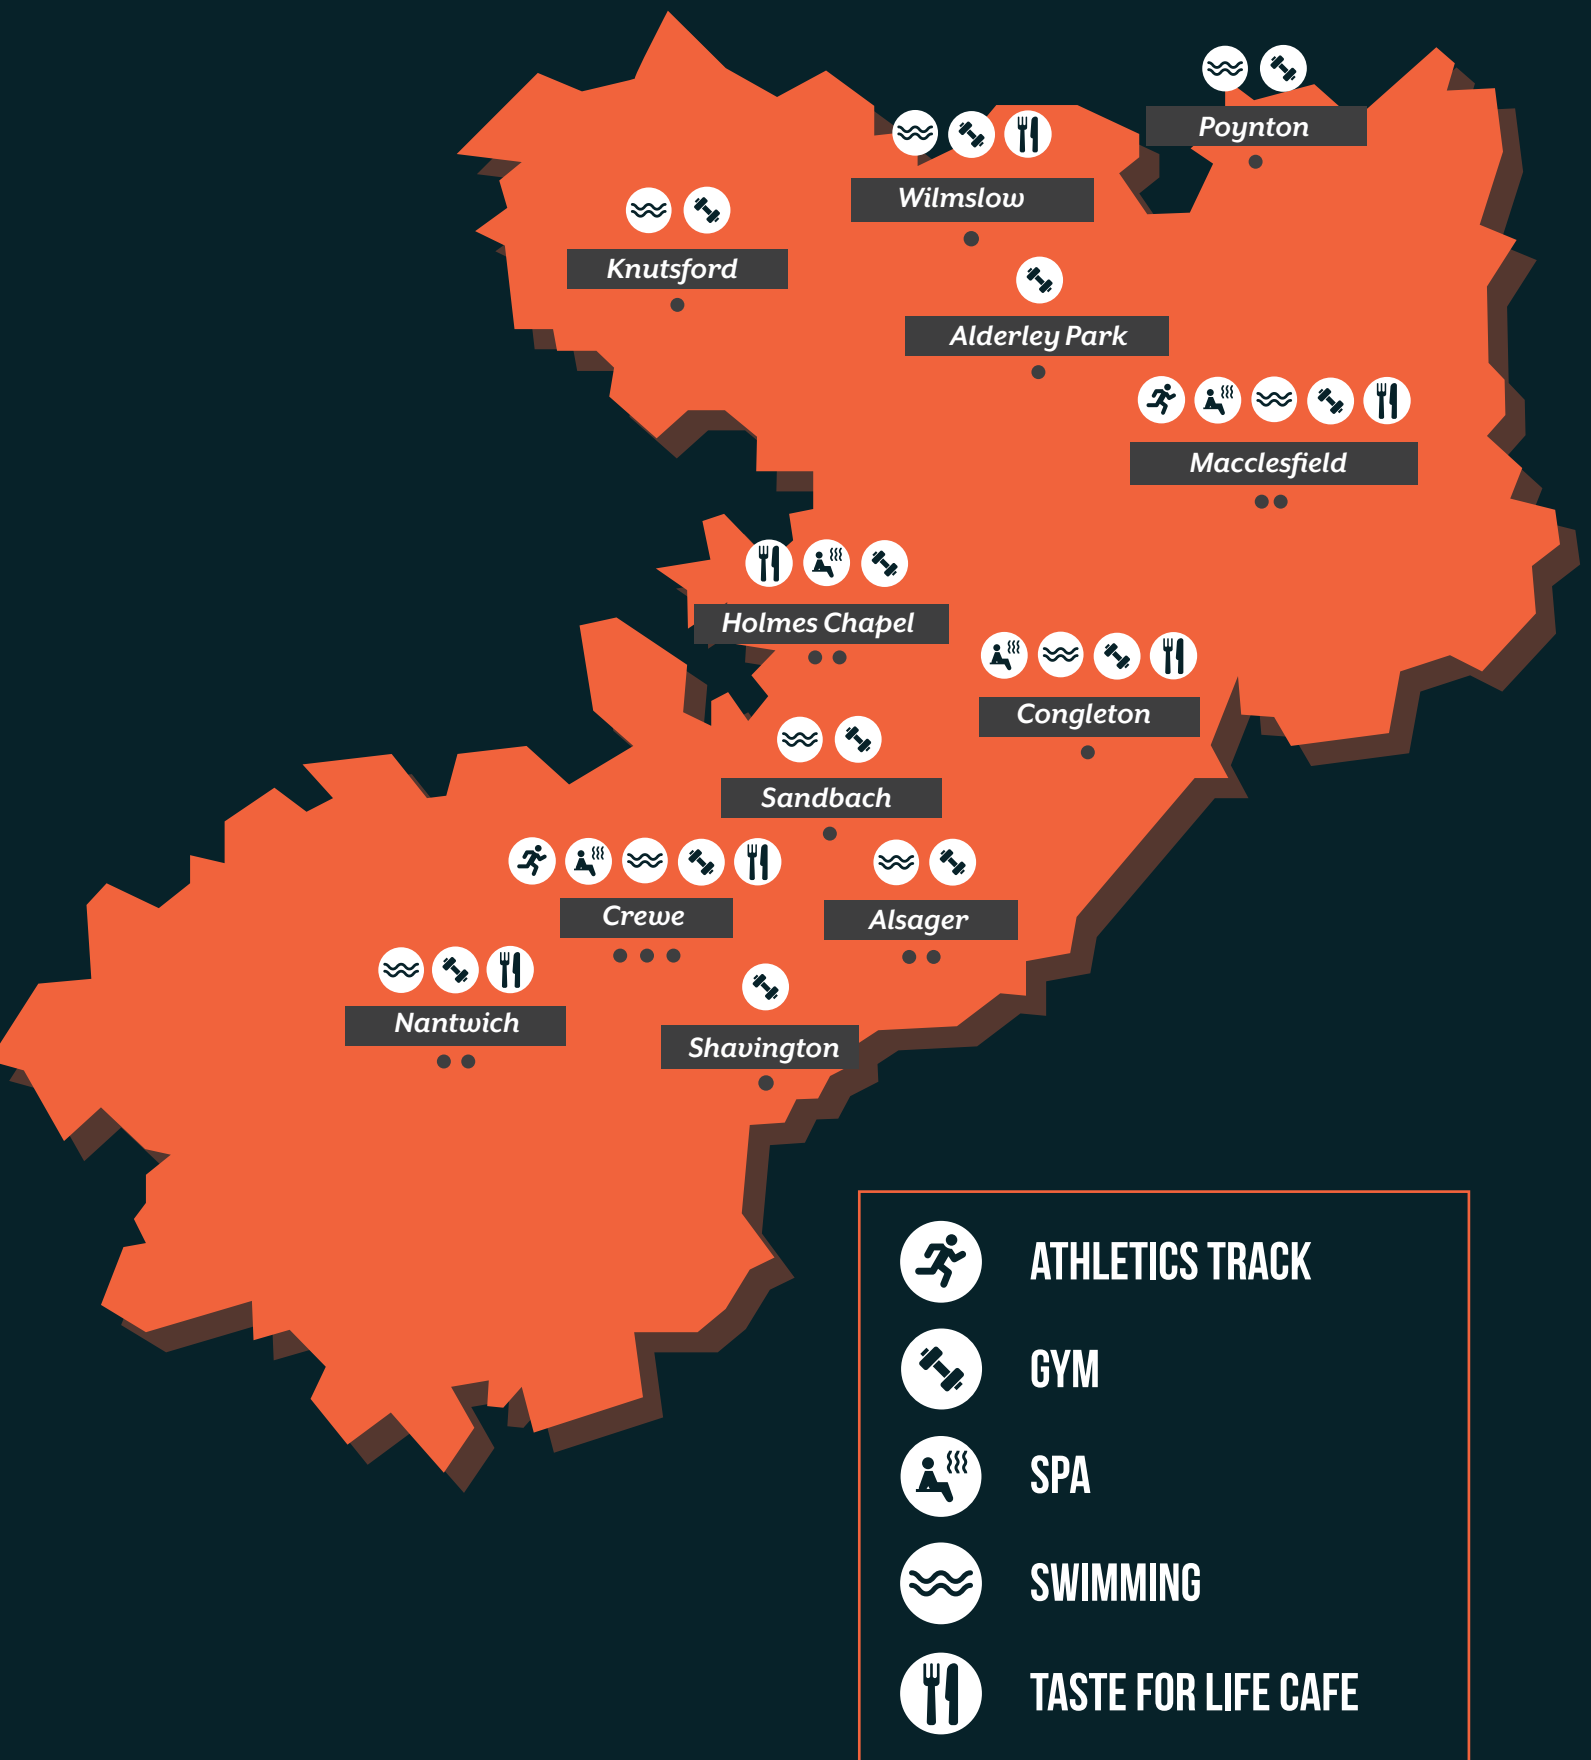 Poynton
Wilmslow
Knutsford
Alderley Park
Macclesfield
Holmes Chapel
Congleton
Sandbach
Crewe
Alsager
Nantwich
Shavington
ATHLETICS TRACK
GYM
SPA
SWIMMING
TASTE FOR LIFE CAFE